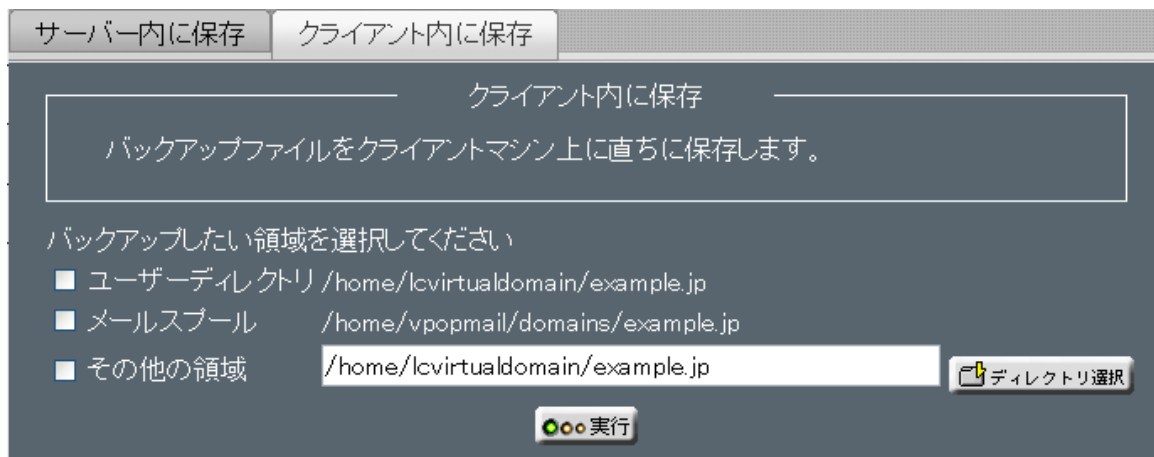 サーバー内に保存 クライアント内に保存
クライアント内に保存
バックアップファイルをクライアントマシン上に直ちに保存します。
バックアップしたい領域を選択してください
ユーザーディレクトリ /home/lcvirtualdomain/example.jp
メールスプール /home/vpopmail/domains/example.jp
その他の領域 /home/lcvirtualdomain/example.jp ディレクトリ選択
実行